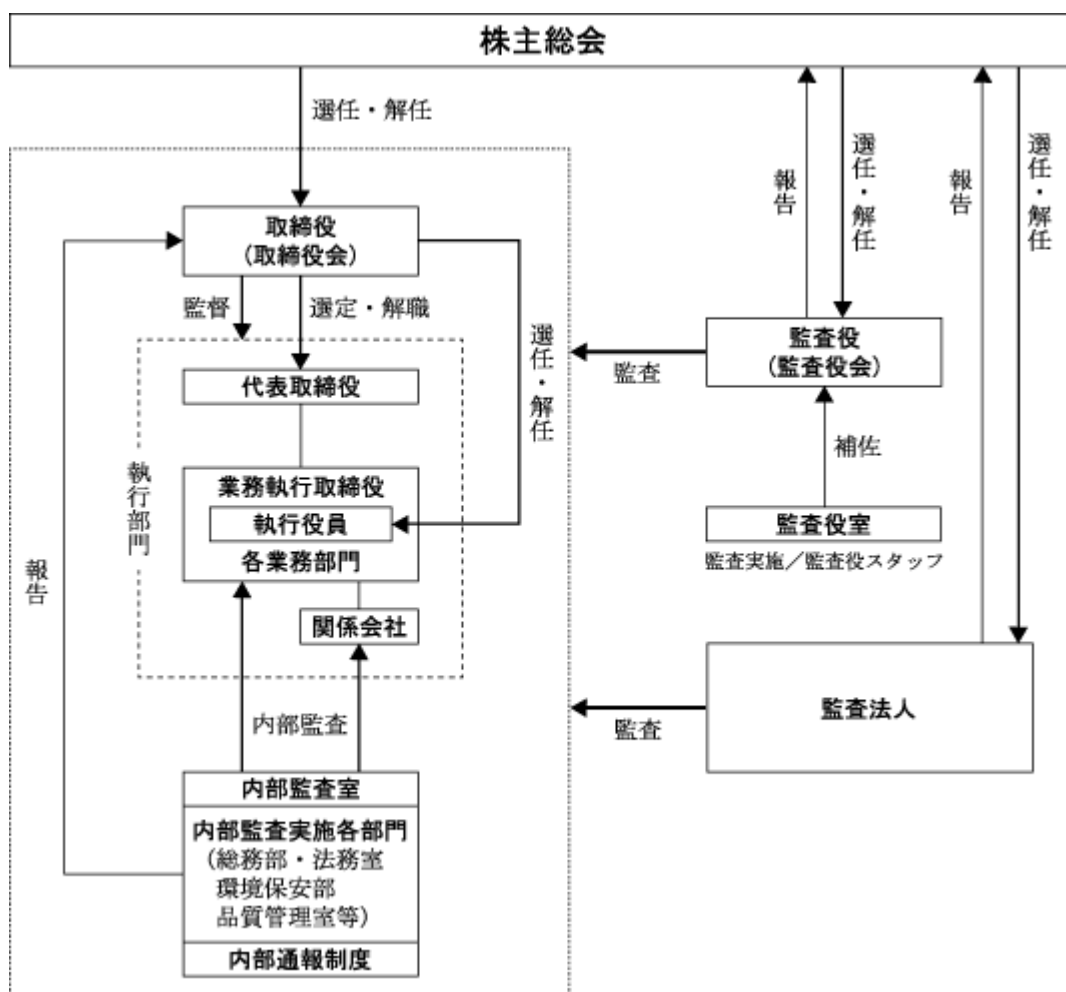 株主総会
選任・解任
報告
選任・解任
報告
選任・解任
取締役
(取締役会)
監督
選定・解職
選任・解任
監査役
(監査役会)
監査
代表取締役
補佐
執行部門
業務執行取締役
執行役員
各業務部門
監査役室
監査実施／監査役スタッフ
報告
関係会社
監査法人
監査
内部監査
内部監査室
内部監査実施各部門
(総務部・法務室
環境保安部
品質管理室等)
内部通報制度